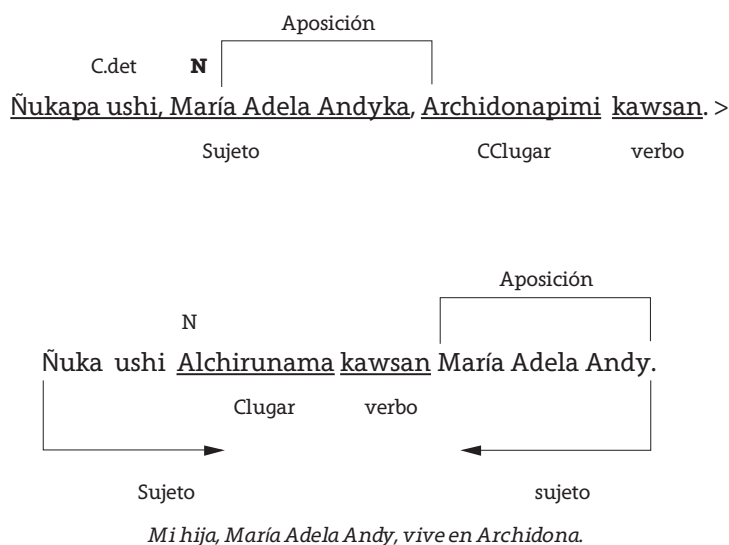 Aposición
C.det N
Ñukapa ushi, María Adela Andyka, Archidonapimi kawsan. >
Sujeto CClugar verbo
Aposición
N
Ñuka ushi Alchirunama kawsan María Adela Andy.
Clugar verbo
Sujeto sujeto
Mi hija, María Adela Andy, vive en Archidona.